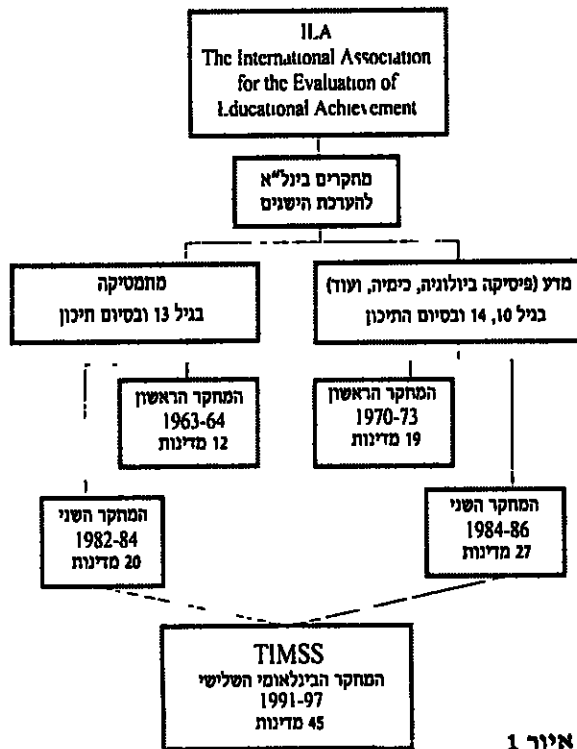 IEA
The International Association
for the Evaluation of
Educational Achievement
מחקרים בינל"א
להערכת הישגים
מתמטיקה
בגיל 13 ובסיום תיכון
מדע (פיסיקה ביולוגיה, כימיה, ועוד)
בגיל 10, 14 ובסיום התיכון
המחקר הראשון
1963-64
12 מדינות
המחקר הראשון
1970-73
19 מדינות
המחקר השני
1982-84
20 מדינות
המחקר השני
1984-86
27 מדינות
TIMSS
המחקר הבינלאומי השלישי
1991-97
45 מדינות
איור 1